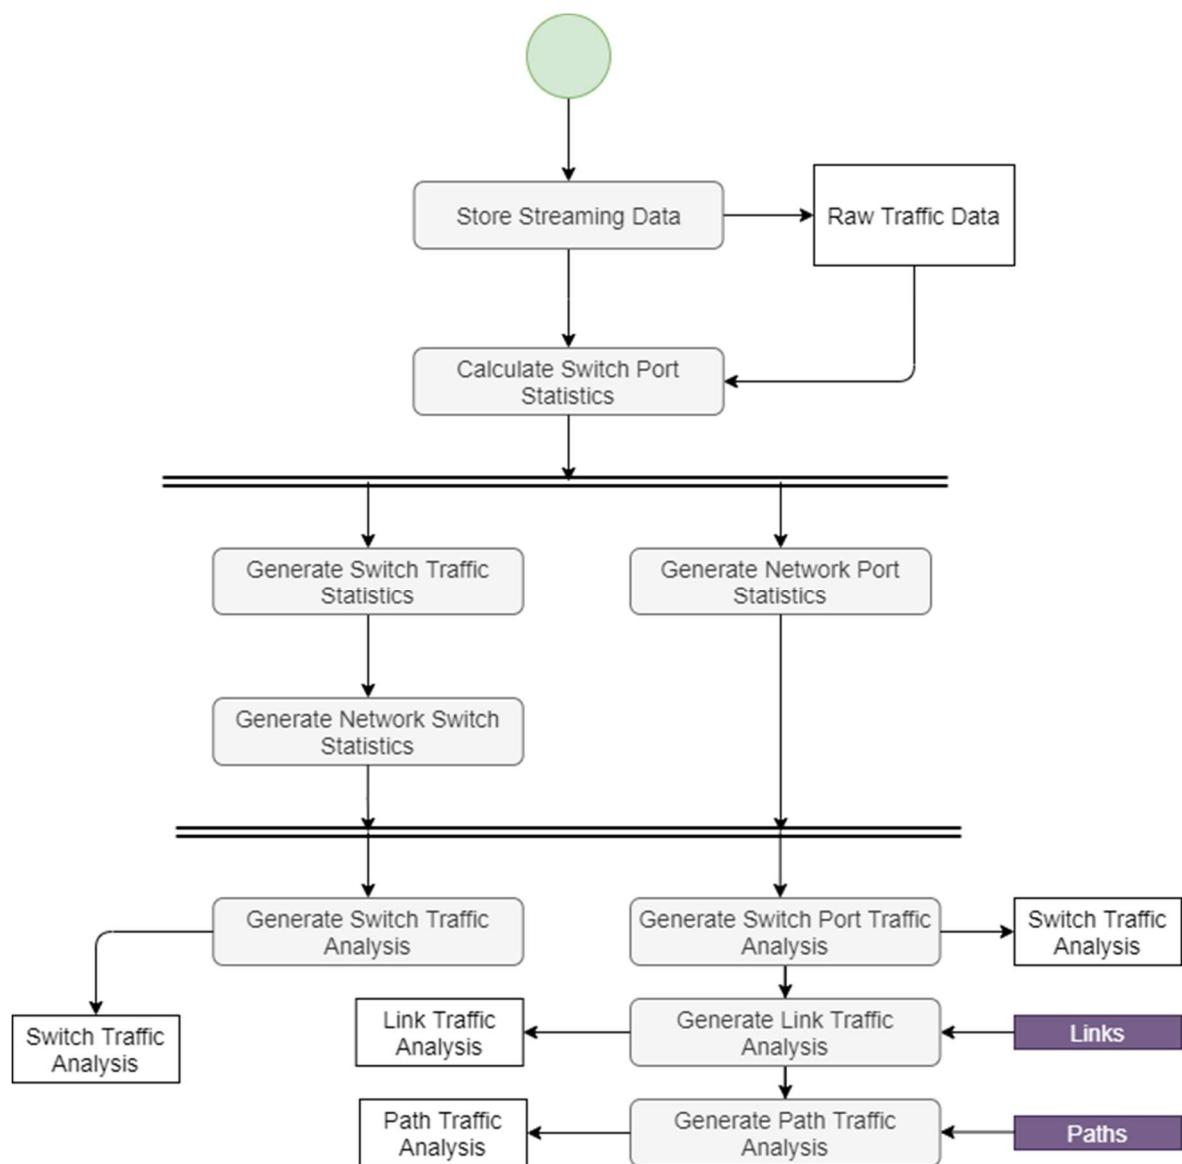 Store Streaming Data
Raw Traffic Data
Calculate Switch Port
Statistics
Generate Switch Traffic
Statistics
Generate Network Port
Statistics
Generate Network Switch
Statistics
Generate Switch Traffic
Analysis
Generate Switch Port Traffic
Analysis
Switch Traffic
Analysis
Switch Traffic
Analysis
Link Traffic
Analysis
Generate Link Traffic
Analysis
Links
Path Traffic
Analysis
Generate Path Traffic
Analysis
Paths